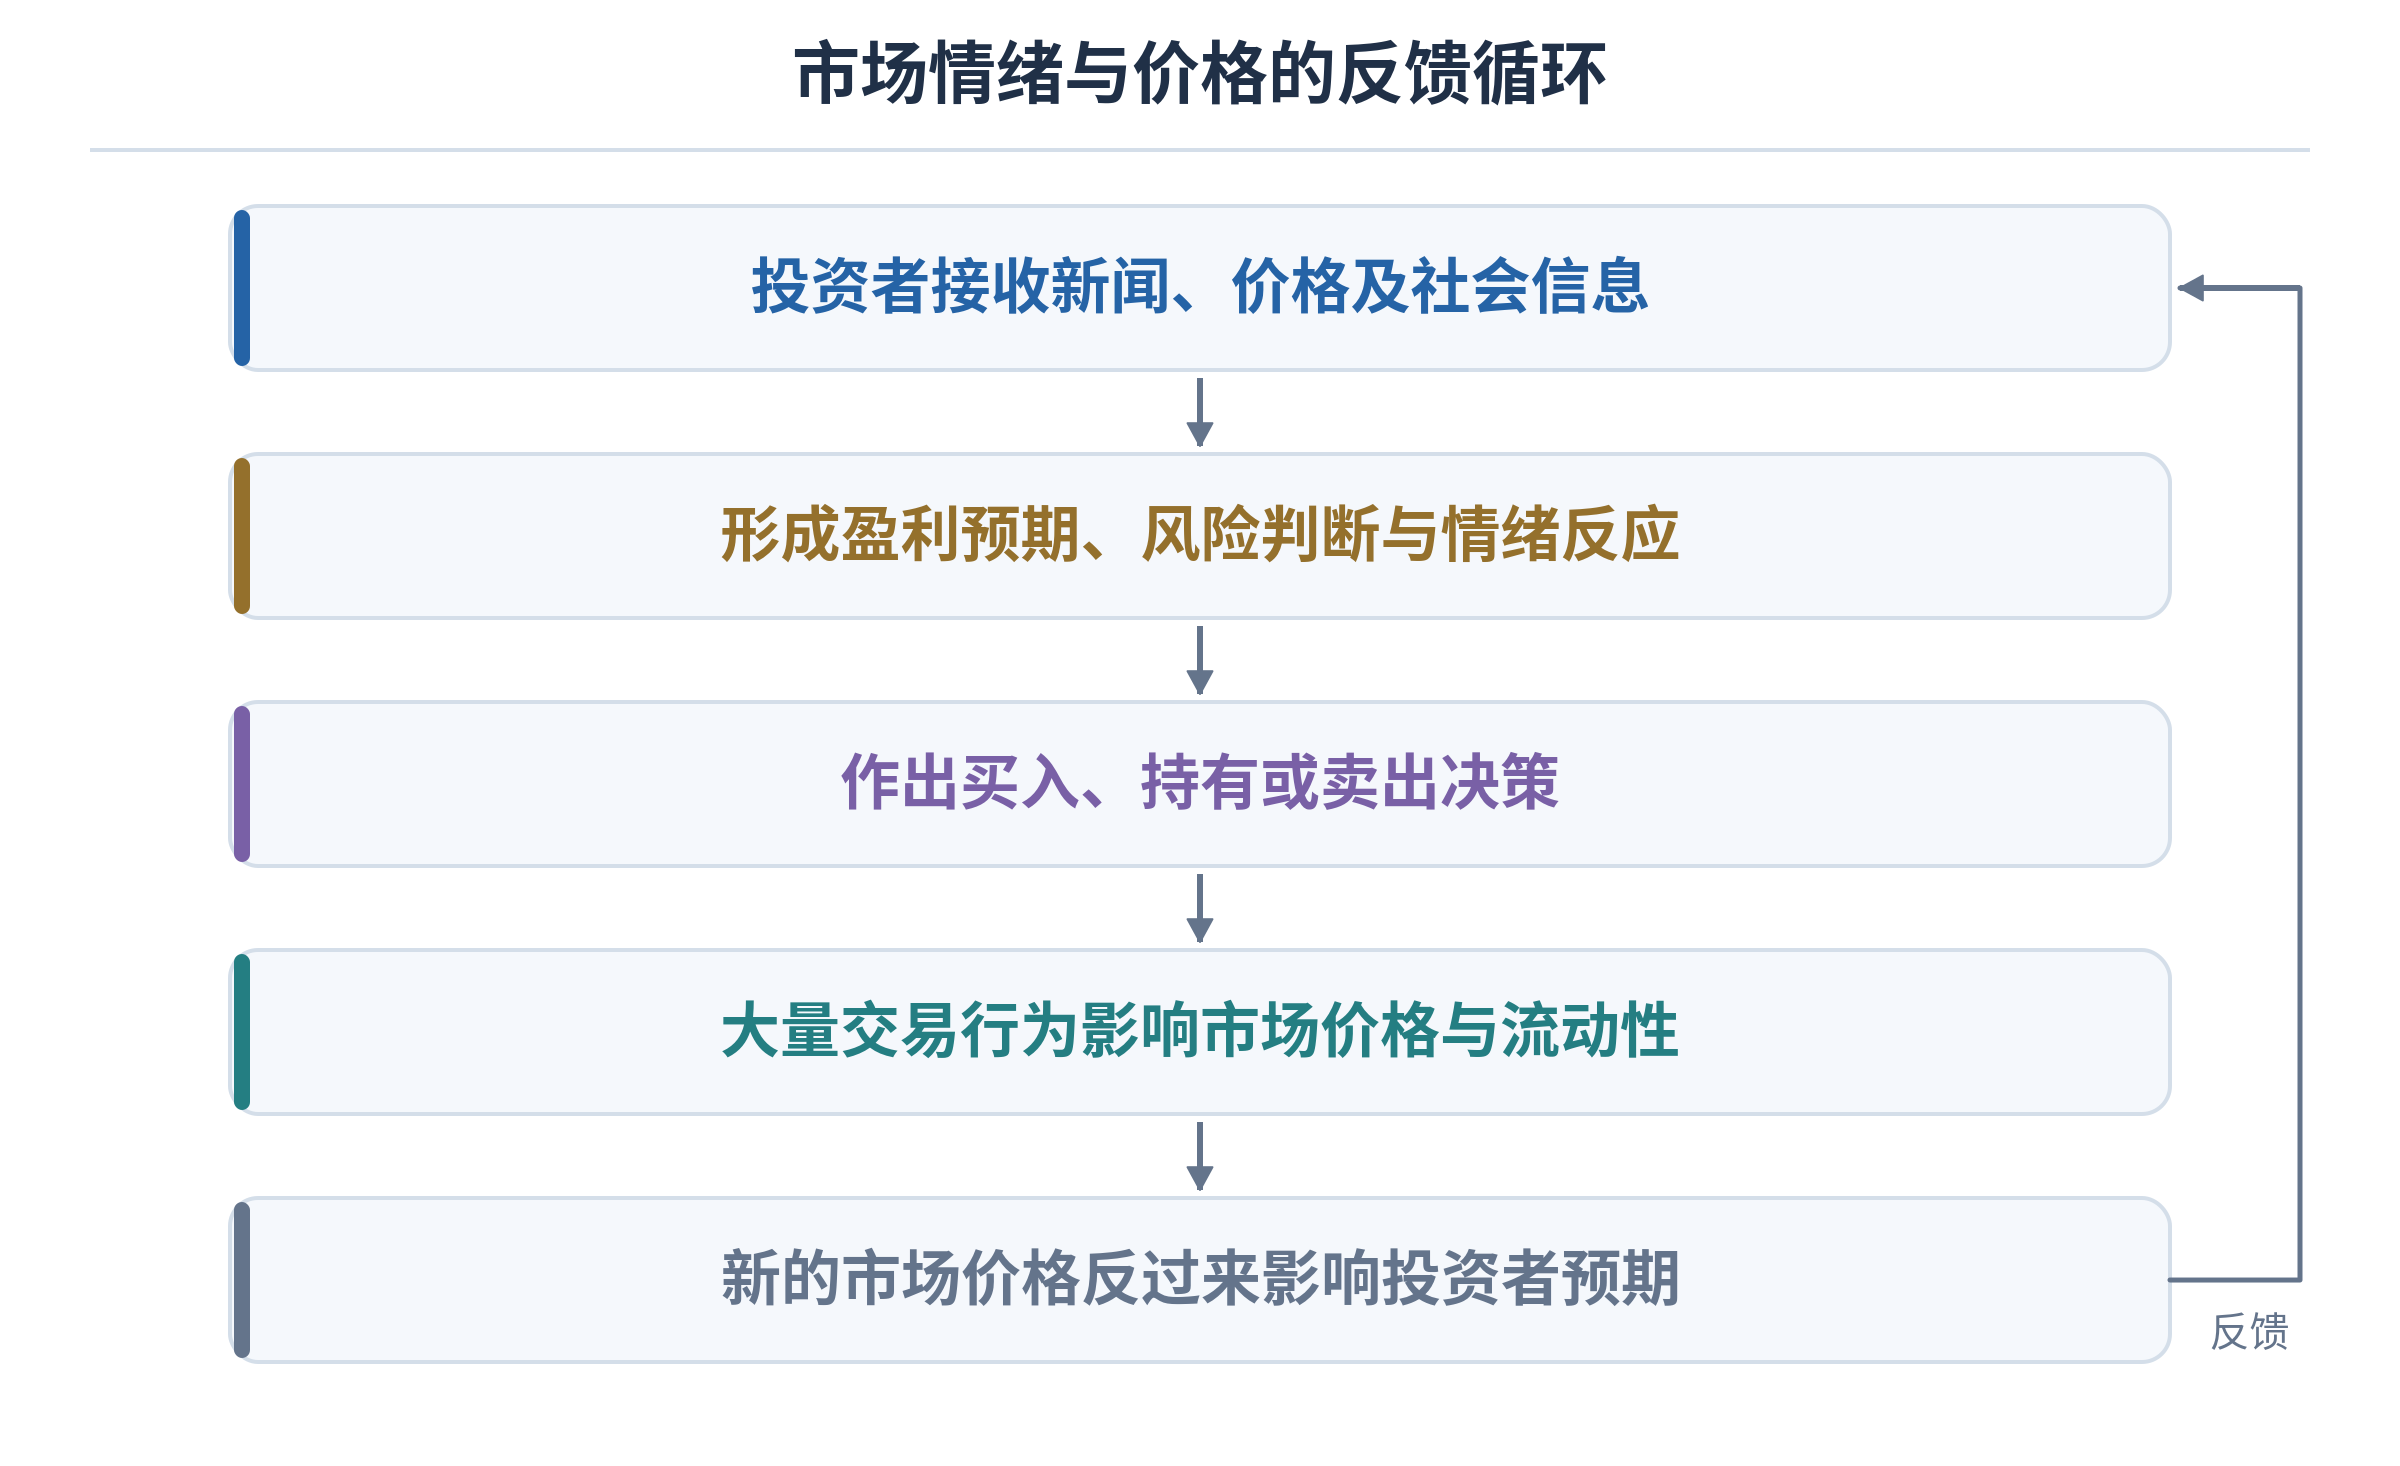 市场情绪与价格的反馈循环
投资者接收新闻、价格及社会信息
形成盈利预期、风险判断与情绪反应
作出买入、持有或卖出决策
大量交易行为影响市场价格与流动性
新的市场价格反过来影响投资者预期
反馈